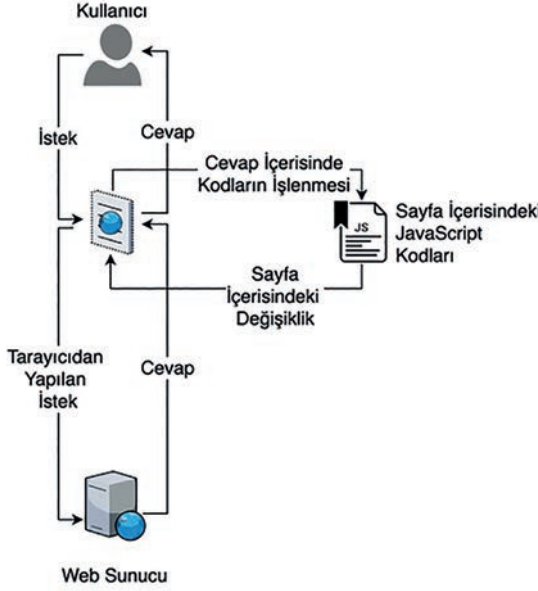 Kullanıcı
İstek
Cevap
Cevap İçerisinde
Kodların İşlenmesi
JS
Sayfa İçerisindeki
JavaScript
Kodları
Sayfa
İçerisindeki
Değişiklik
Tarayıcıdan
Yapılan
İstek
Cevap
Web Sunucu